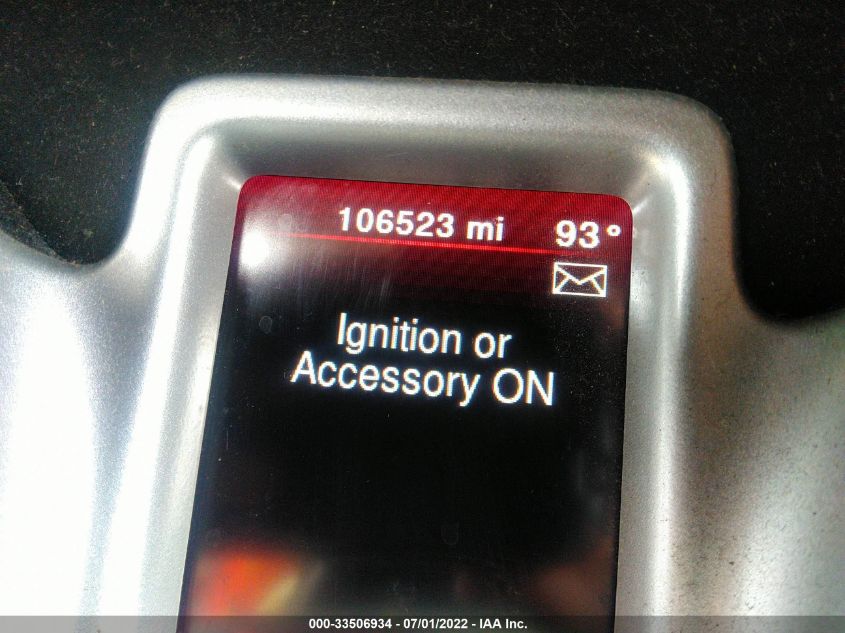 106523 mi 93°
Ignition or
Accessory ON
000-33506934 - 07/01/2022 - IAA Inc.